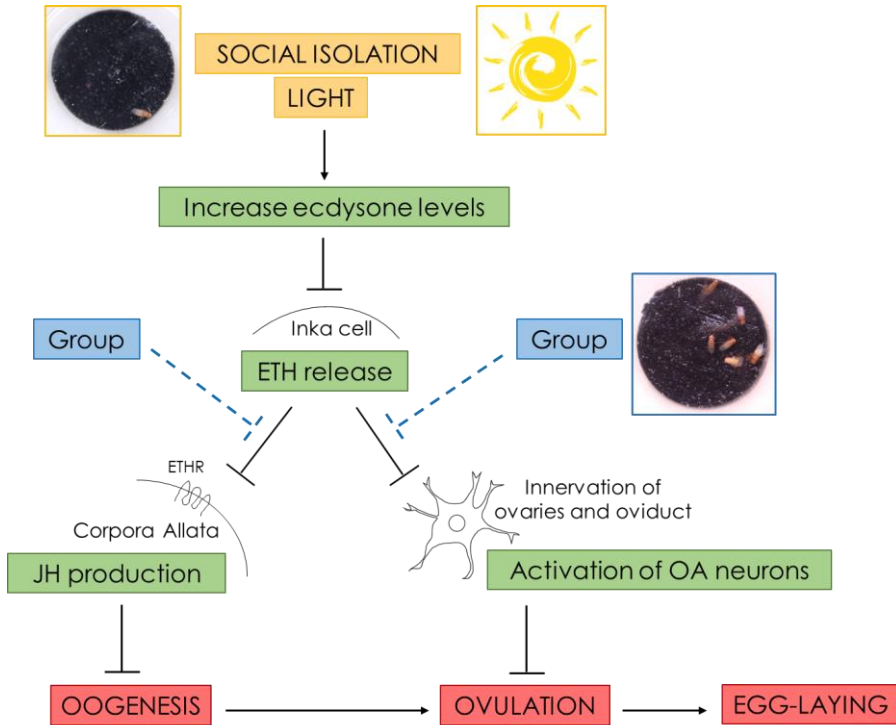 SOCIAL ISOLATION
LIGHT
Increase ecdysone levels
Inka cell
Group
Group
ETH release
ETHR
Corpora Allata
Innervation of
ovaries and oviduct
JH production
Activation of OA neurons
OOGENESIS
OVULATION
EGG-LAYING